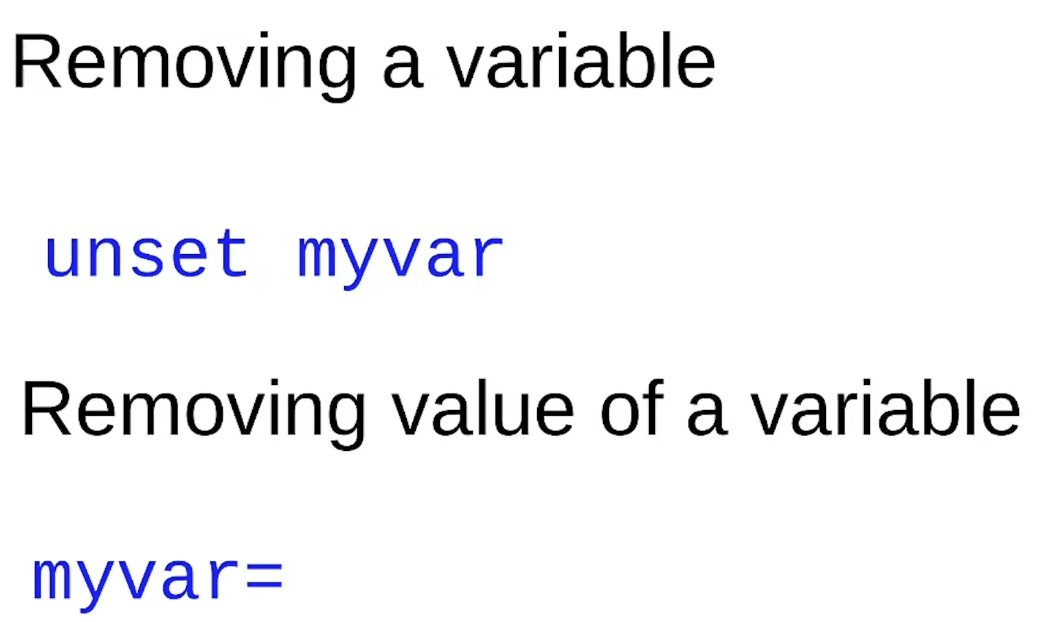 Removing a variable
unset myvar
Removing value of a variable
myvar=